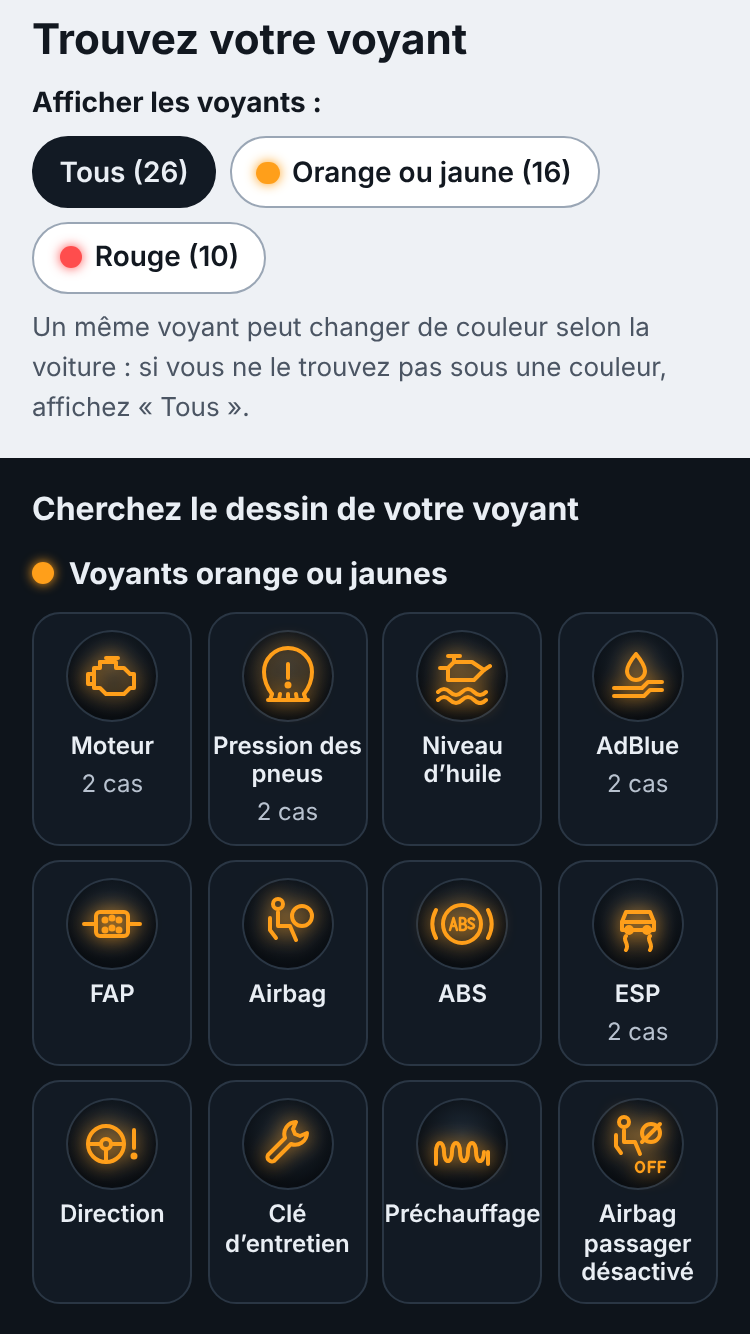 Trouvez votre voyant
Afficher les voyants :
Tous (26)
Orange ou jaune (16)
Rouge (10)
Un même voyant peut changer de couleur selon la
voiture : si vous ne le trouvez pas sous une couleur,
affichez « Tous ».
Cherchez le dessin de votre voyant
Voyants orange ou jaunes
Moteur
2 cas
Pression des
pneus
2 cas
Niveau
d’huile
AdBlue
2 cas
FAP
Airbag
ABS
ABS
ESP
2 cas
Direction
Clé
d’entretien
Préchauffage
OFF
Airbag
passager
désactivé